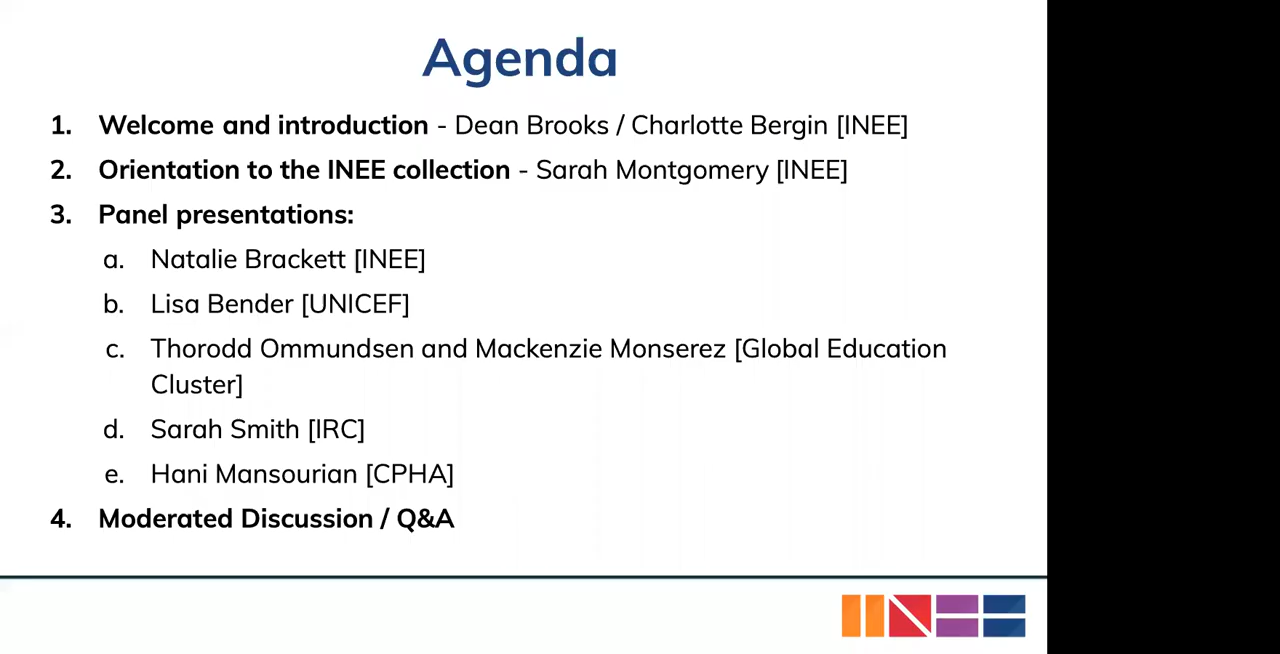 Agenda
1. Welcome and introduction - Dean Brooks / Charlotte Bergin [INEE]
2. Orientation to the INEE collection - Sarah Montgomery [INEE]
3. Panel presentations:
a. Natalie Brackett [INEE]
b. Lisa Bender [UNICEF]
c. Thorodd Ommundsen and Mackenzie Monserez [Global Education
Cluster]
d. Sarah Smith [IRC]
e. Hani Mansourian [CPHA]
4. Moderated Discussion / Q&A
INEE